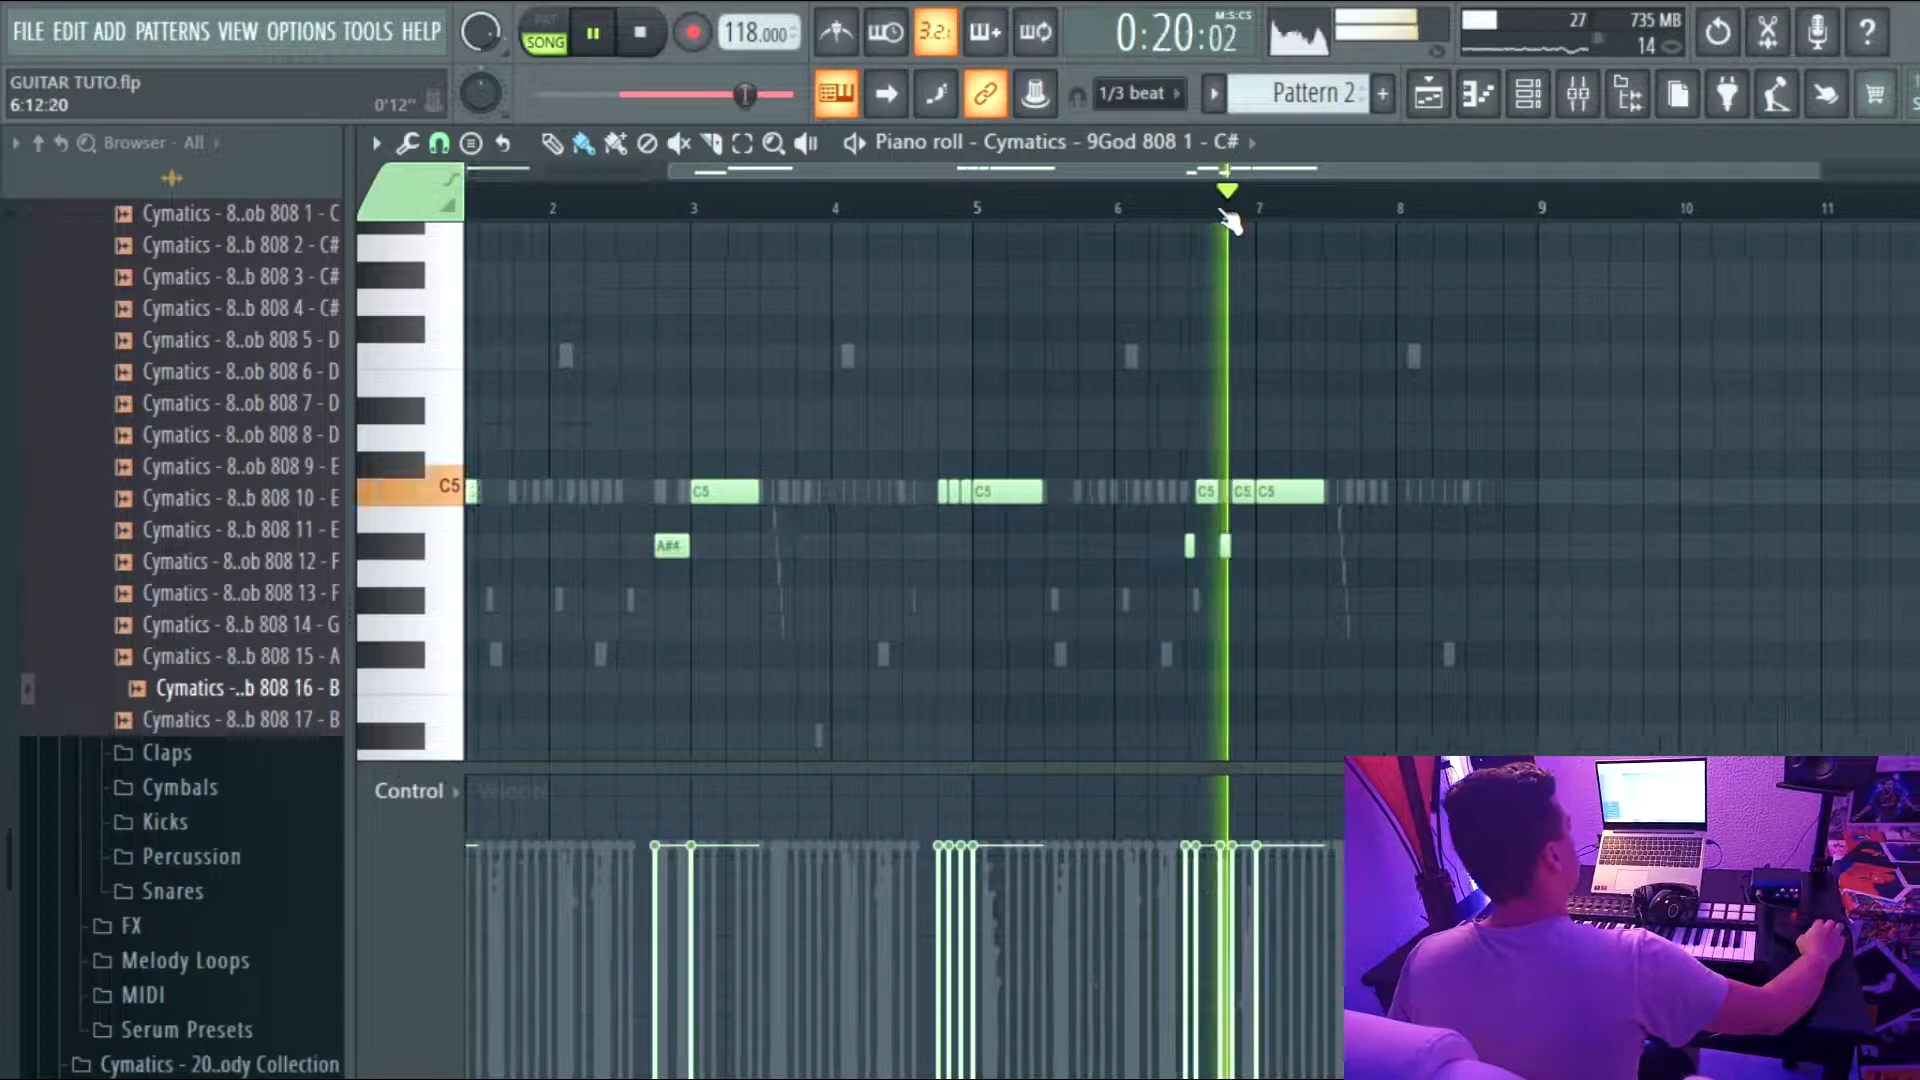 FILE EDIT ADD PATTERNS VIEW OPTIONS TOOLS HELP
SONG
118.000
3.2.
0:20:02
M:S:CS
27
735 MB
14
GUITAR TUTO.flp
6:12:20
0'12"
1/3 beat
Pattern 2
Browser - All
Piano roll - Cymatics - 9God 808 1 - C#
2 3 4 5 6 7 8 9 10 11
Cymatics - 8..ob 808 1 - C
Cymatics - 8..b 808 2 - C#
Cymatics - 8..b 808 3 - C#
Cymatics - 8..b 808 4 - C#
Cymatics - 8..ob 808 5 - D
Cymatics - 8..ob 808 6 - D
Cymatics - 8..ob 808 7 - D
Cymatics - 8..ob 808 8 - D
Cymatics - 8..ob 808 9 - E
Cymatics - 8..ob 808 10 - E
Cymatics - 8..ob 808 11 - E
Cymatics - 8..ob 808 12 - F
Cymatics - 8..ob 808 13 - F
Cymatics - 8..b 808 14 - G
Cymatics - 8..b 808 15 - A
Cymatics -..b 808 16 - B
Cymatics - 8..b 808 17 - B
Claps
Cymbals
Kicks
Percussion
Snares
FX
Melody Loops
MIDI
Serum Presets
Cymatics - 20..ody Collection
C5
C5 C5 C5 C5 C5
A#4
Control